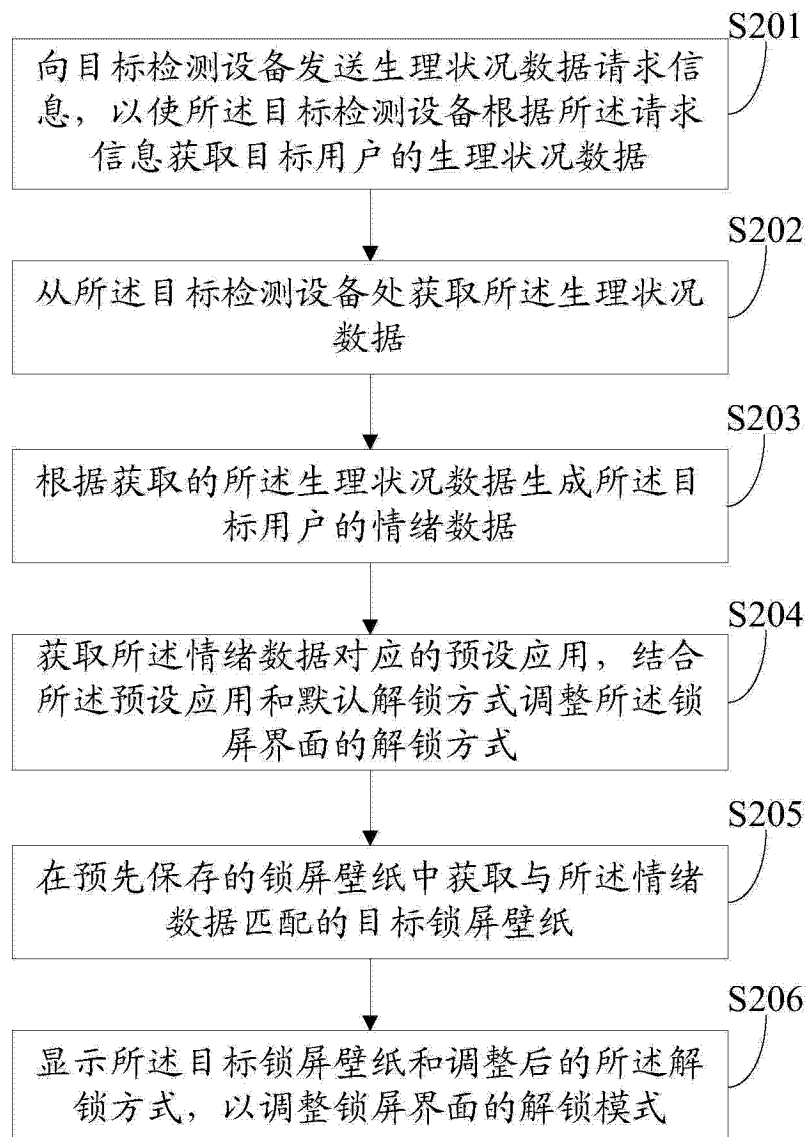 S201
向目标检测设备发送生理状况数据请求信
息，以使所述目标检测设备根据所述请求
信息获取目标用户的生理状况数据
S202
从所述目标检测设备处获取所述生理状况
数据
S203
根据获取的所述生理状况数据生成所述目
标用户的情绪数据
S204
获取所述情绪数据对应的预设应用，结合
所述预设应用和默认解锁方式调整所述锁
屏界面的解锁方式
S205
在预先保存的锁屏壁纸中获取与所述情绪
数据匹配的目标锁屏壁纸
S206
显示所述目标锁屏壁纸和调整后的所述解
锁方式，以调整锁屏界面的解锁模式